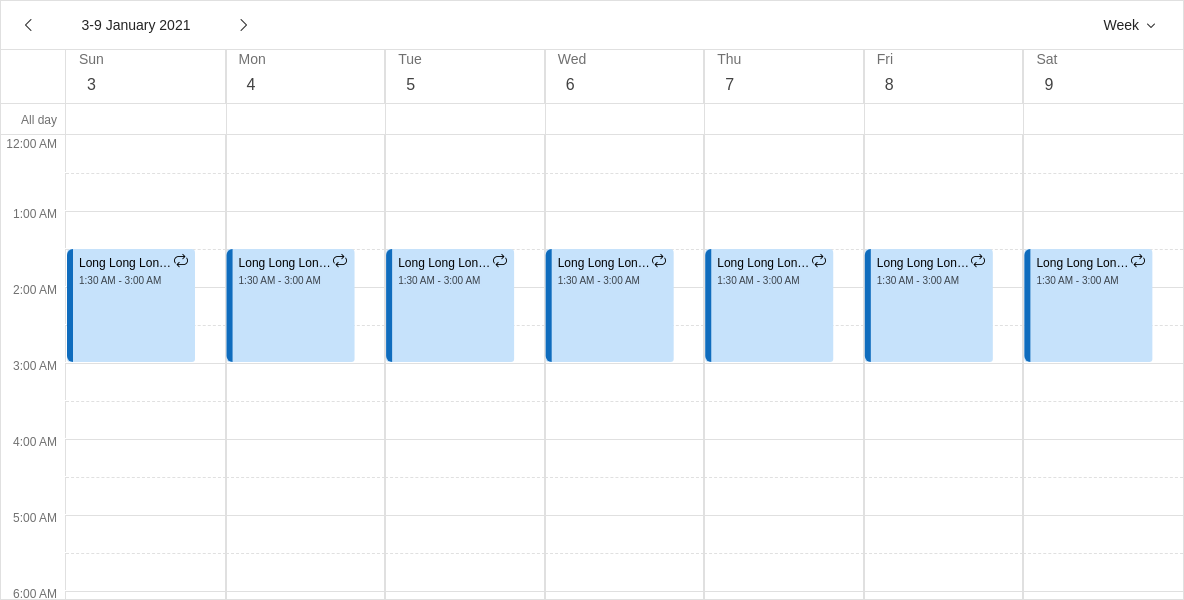 3-9 January 2021
Week
Sun Mon Tue Wed Thu Fri Sat
3 4 5 6 7 8 9
All day
12:00 AM
1:00 AM
Long Long Lon... Long Long Lon... Long Long Lon... Long Long Lon... Long Long Lon... Long Long Lon... Long Long Lon...
1:30 AM - 3:00 AM 1:30 AM - 3:00 AM 1:30 AM - 3:00 AM 1:30 AM - 3:00 AM 1:30 AM - 3:00 AM 1:30 AM - 3:00 AM 1:30 AM - 3:00 AM
2:00 AM
3:00 AM
4:00 AM
5:00 AM
6:00 AM